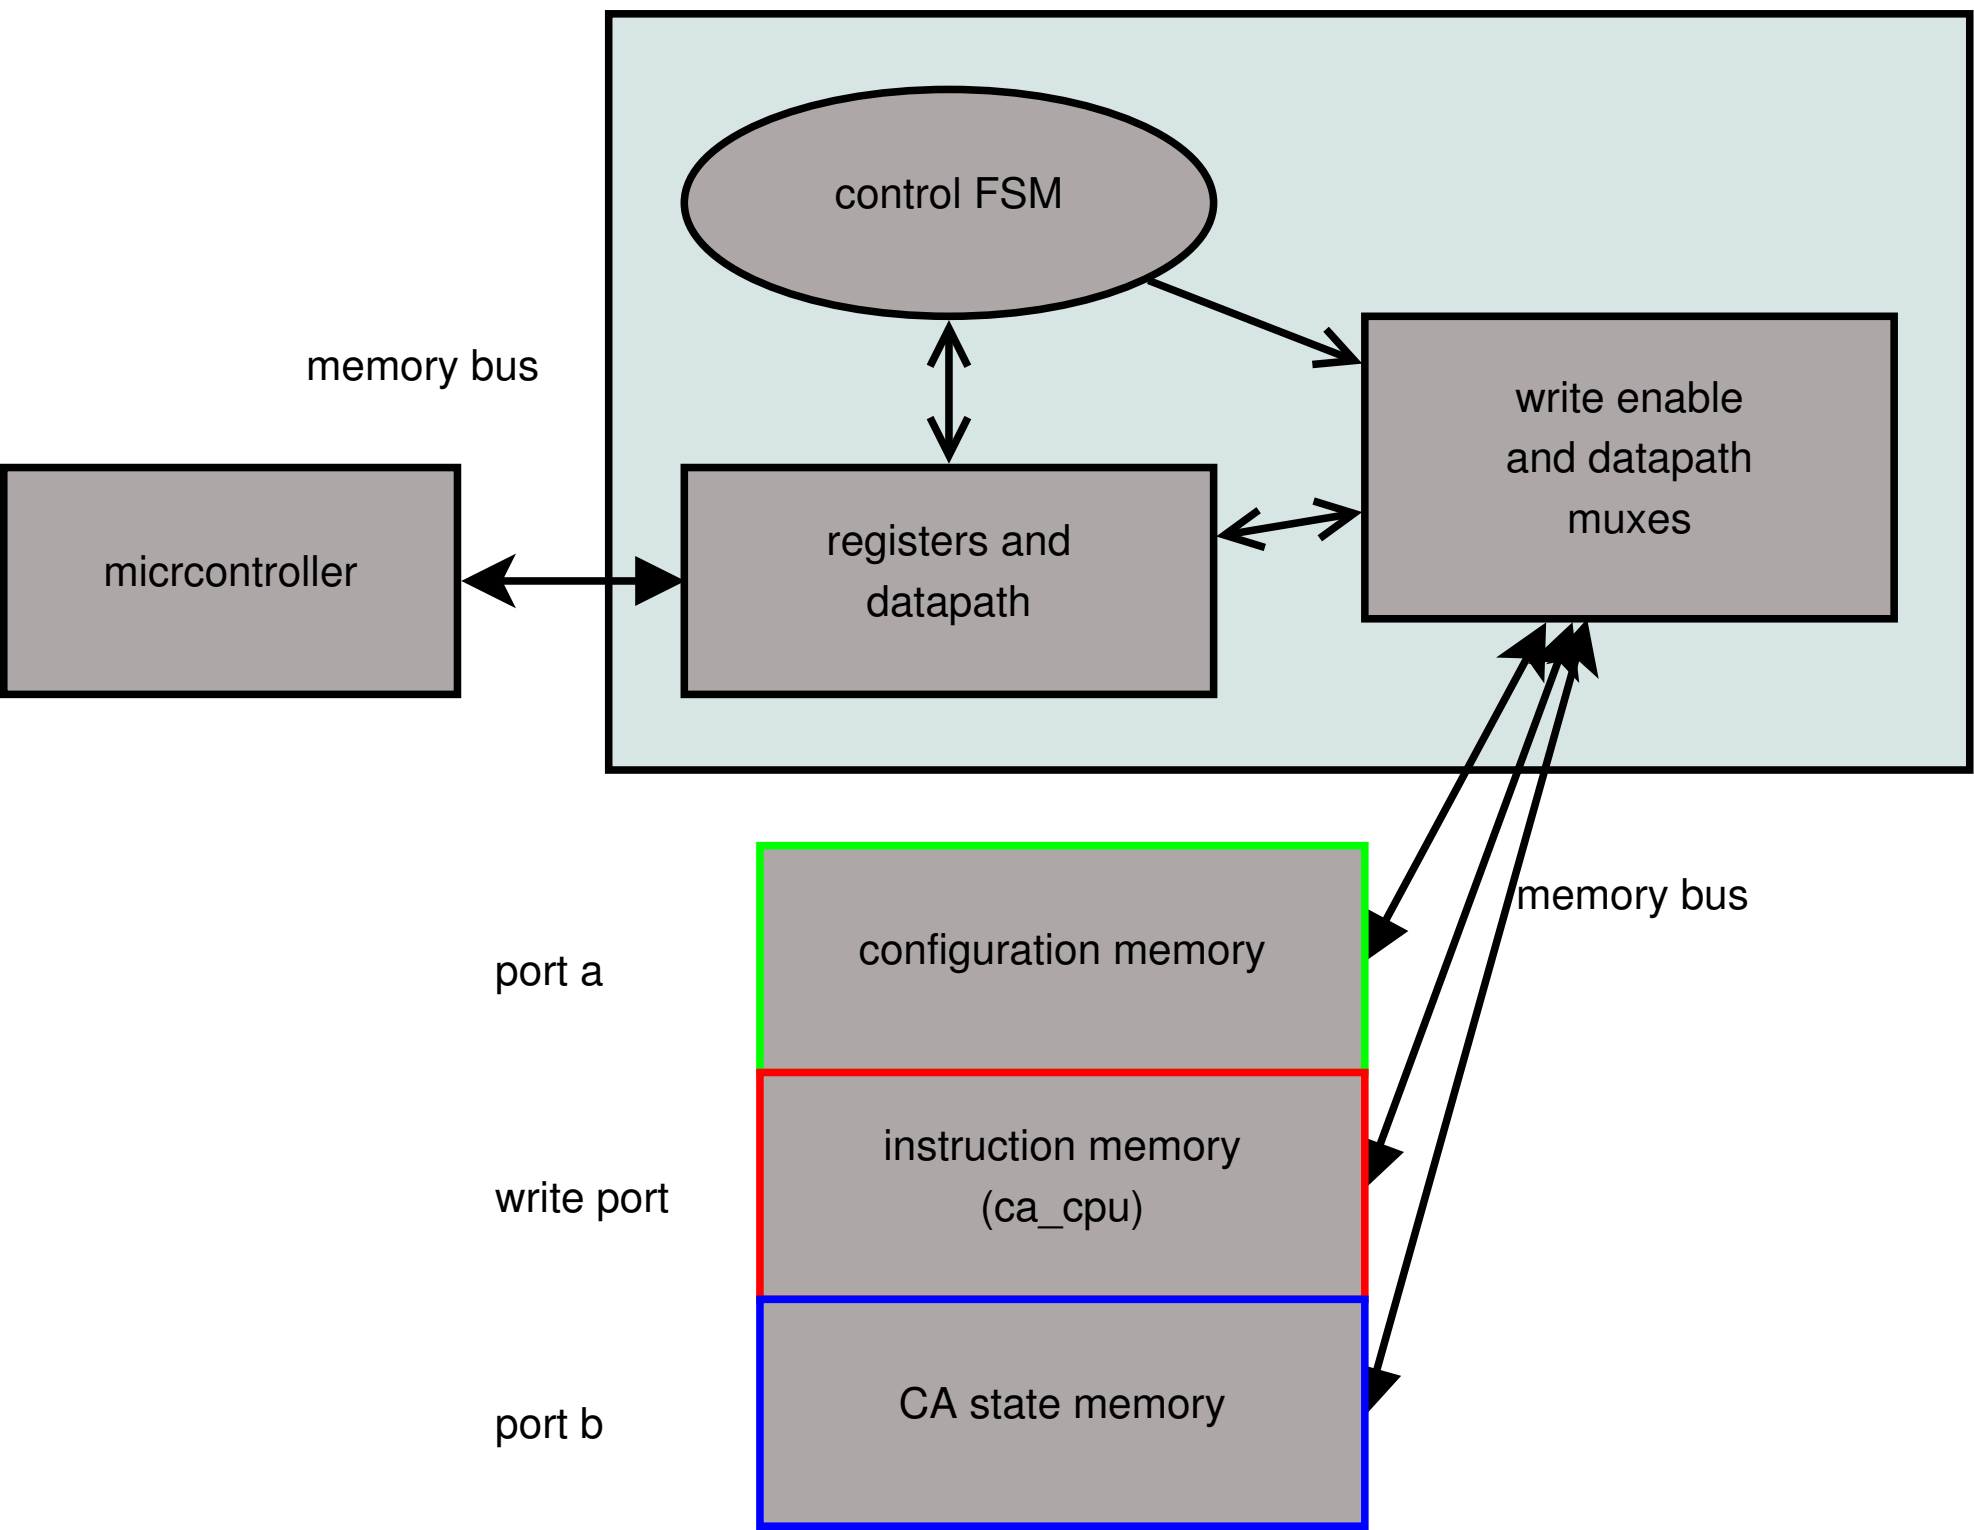 control FSM
memory bus
write enable
and datapath
muxes
micrcontroller
registers and
datapath
memory bus
port a
configuration memory
write port
instruction memory
(ca_cpu)
port b
CA state memory